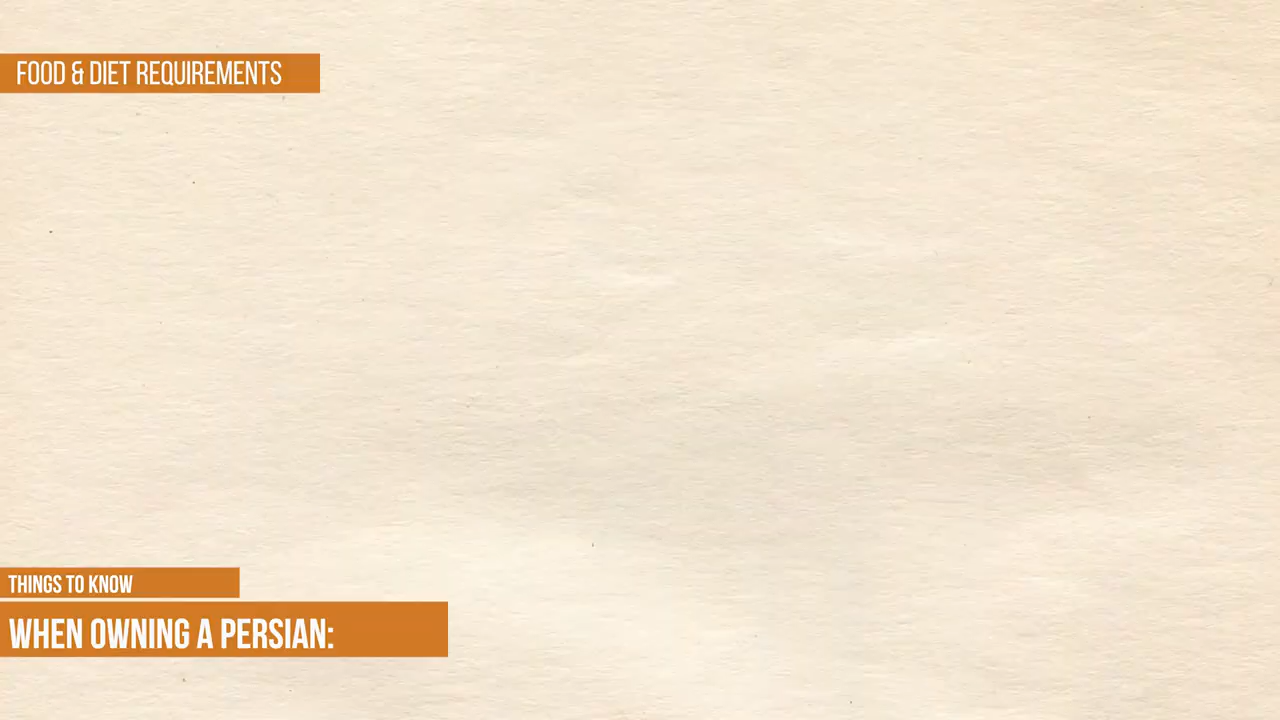 FOOD & DIET REQUIREMENTS
THINGS TO KNOW
WHEN OWNING A PERSIAN: